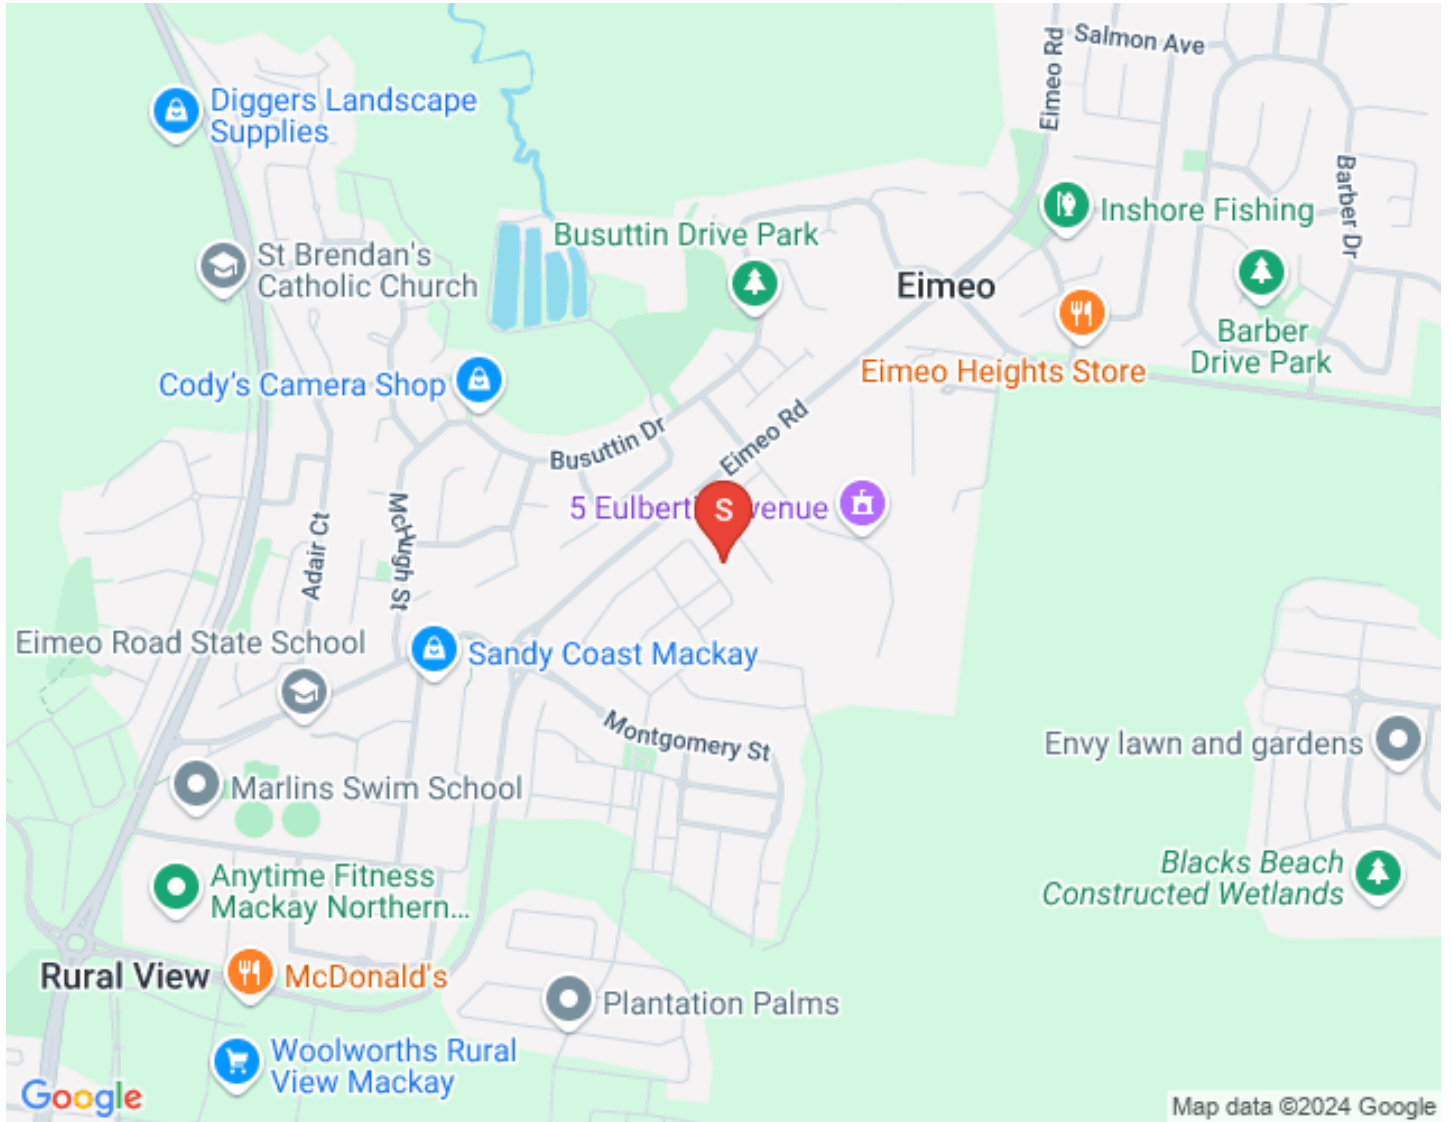 Salmon Ave
Eimeo Rd
Diggers Landscape
Supplies
Barber Dr
Inshore Fishing
Busuttin Drive Park
St Brendan's
Catholic Church
Eimeo
Barber
Drive Park
Eimeo Heights Store
Cody's Camera Shop
Busuttin Dr
Eimeo Rd
McHugh St
5 Eulberti
venue
S
Adair Ct
Eimeo Road State School
Sandy Coast Mackay
Montgomery St
Envy lawn and gardens
Marlins Swim School
Blacks Beach
Constructed Wetlands
Anytime Fitness
Mackay Northern...
Rural View
McDonald's
Plantation Palms
Woolworths Rural
View Mackay
Google
Map data ©2024 Google